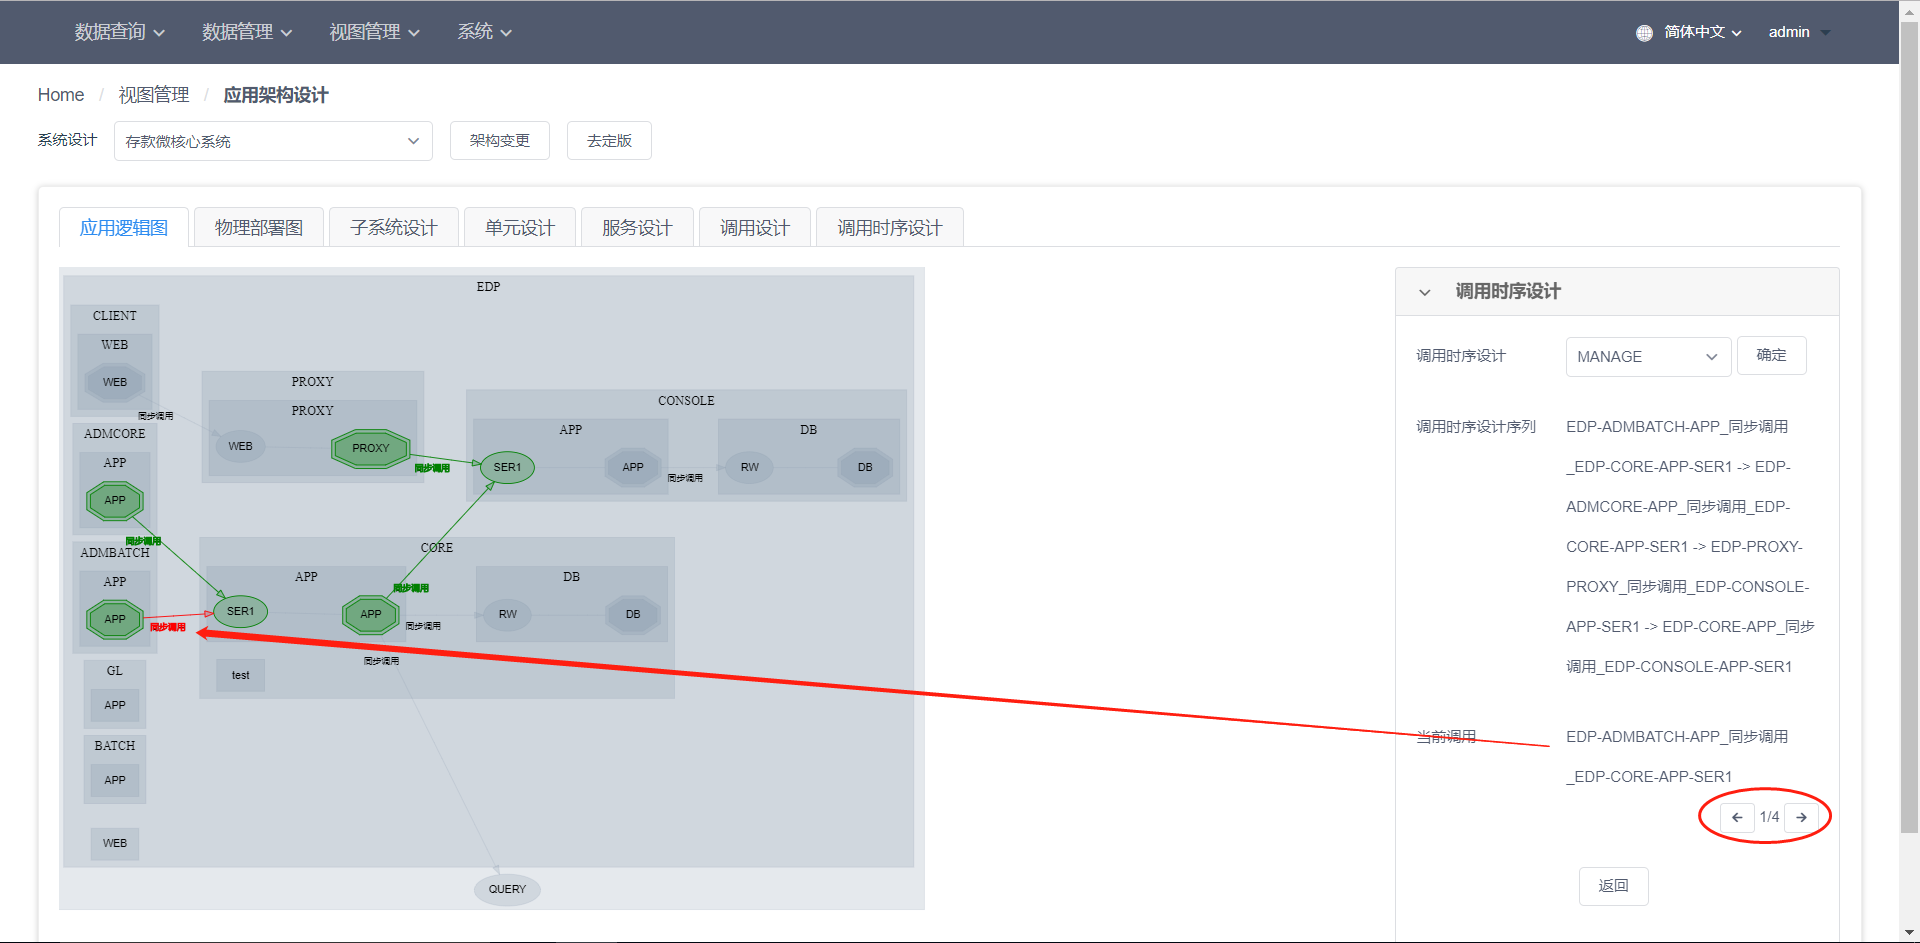 数据查询 数据管理 视图管理 系统 简体中文 admin
Home / 视图管理 / 应用架构设计
系统设计 存款微核心系统 架构变更 去定版
应用逻辑图 物理部署图 子系统设计 单元设计 服务设计 调用设计 调用时序设计
EDP
CLIENT
WEB
WEB
同步调用
PROXY
PROXY
WEB
PROXY
同步调用
CONSOLE
APP
SER1
APP
同步调用
DB
RW
DB
ADMCORE
APP
APP
同步调用
ADMBATCH
APP
APP
同步调用
CORE
APP
SER1
APP
同步调用
同步调用
同步调用
DB
RW
DB
test
GL
APP
BATCH
APP
WEB
QUERY
调用时序设计
调用时序设计 MANAGE 确定
调用时序设计序列 EDP-ADMBATCH-APP_同步调用
_EDP-CORE-APP-SER1 -> EDP-
ADMCORE-APP_同步调用_EDP-
CORE-APP-SER1 -> EDP-PROXY-
PROXY_同步调用_EDP-CONSOLE-
APP-SER1 -> EDP-CORE-APP_同步
调用_EDP-CONSOLE-APP-SER1
当前调用 EDP-ADMBATCH-APP_同步调用
_EDP-CORE-APP-SER1
1/4
返回